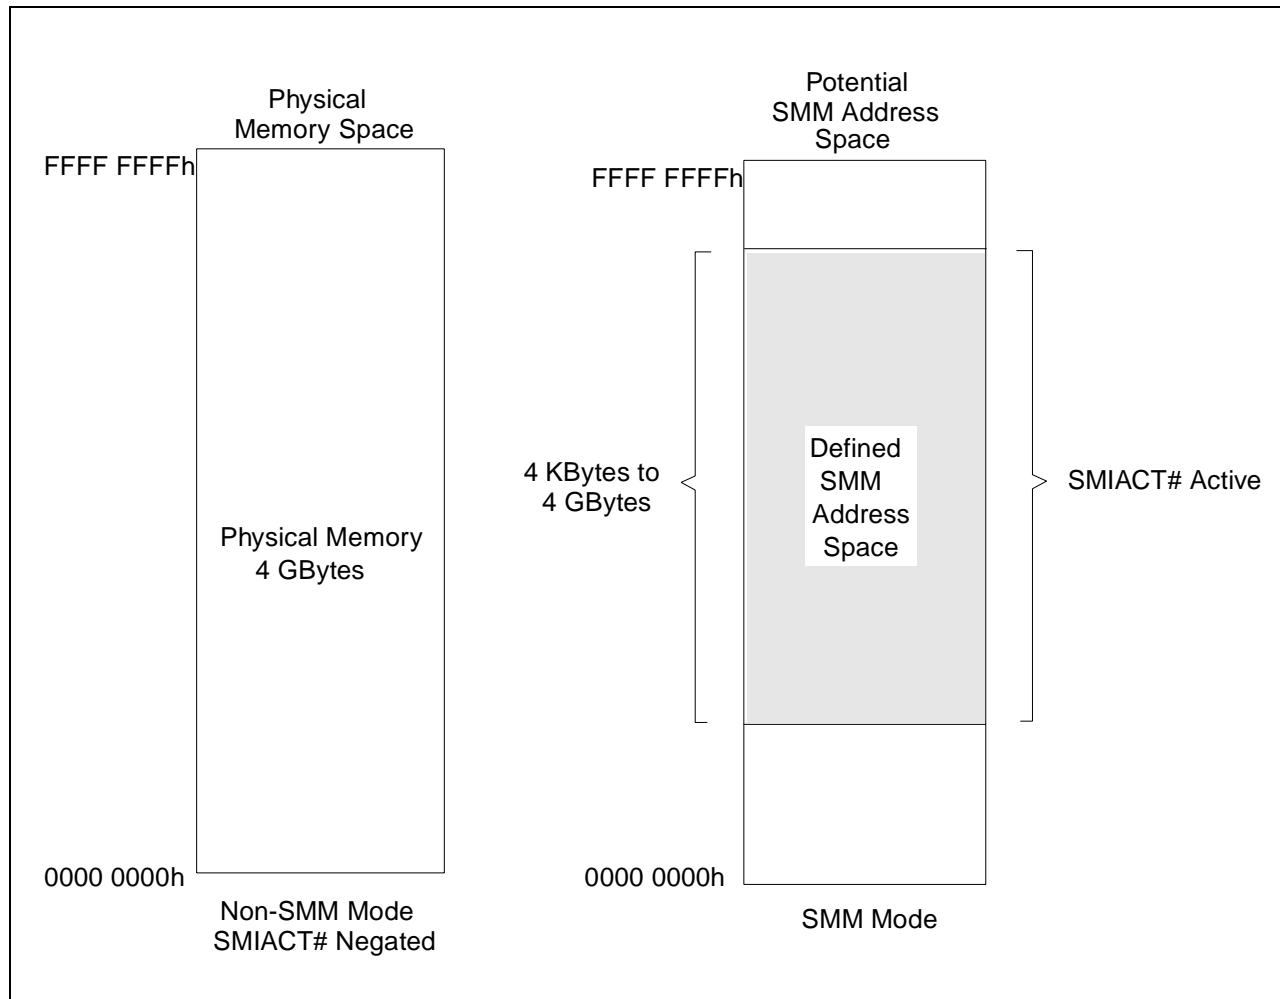 Physical
Memory Space
FFFF FFFFh
Physical Memory
4 GBytes
0000 0000h
Non-SMM Mode
SMIACT# Negated
Potential
SMM Address
Space
FFFF FFFFh
4 KBytes to
4 GBytes
Defined
SMM
Address
Space
SMIACT# Active
0000 0000h
SMM Mode